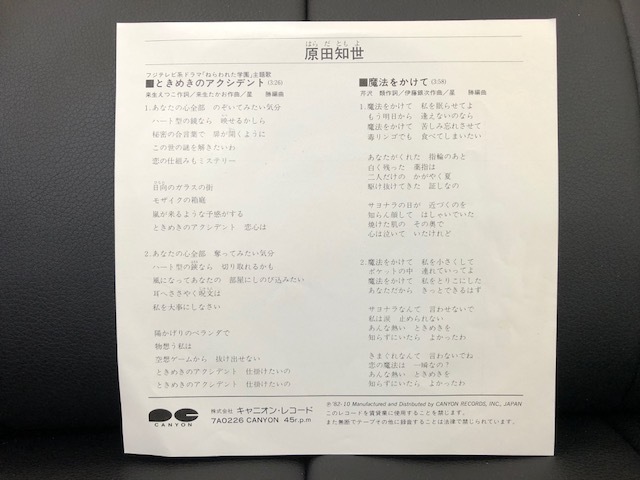 はらだともよ
原田知世
フジテレビ系ドラマ「ねらわれた学園」主題歌
■ときめきのアクシデント(3:26)
来生えつこ作詞/来生たかお作曲/星 勝編曲
1.あなたの心全部 のぞいてみたい気分
ハート型の鏡なら 映せるかしら
秘密の合言葉で 扉が開くように
この世の謎を解きたいわ
恋の仕組みもミステリー
日向のガラスの街
モザイクの箱庭
嵐が来るような予感がする
ときめきのアクシデント 恋心は
2.あなたの心全部 奪ってみたい気分
ハート型の鋏なら 切り取れるかも
風になってあなたの 部屋にしのび込みたい
耳へささやく呪文は
私を大事にしなさい
陽かげりのベランダで
物想う私は
空想ゲームから 抜け出せない
ときめきのアクシデント 仕掛けたいの
ときめきのアクシデント 仕掛けたいの
■魔法をかけて(3:58)
芹沢 類作詞/伊藤銀次作曲/星 勝編曲
1.魔法をかけて 私を眠らせてよ
もう明日から 逢えないのなら
魔法をかけて 苦しみ忘れさせて
毒リンゴでも 食べてしまいたい
あなたがくれた 指輪のあと
白く残った 薬指は
二人だけの かがやく夏
駆け抜けてきた 証しなの
サヨナラの日が 近づくのを
知らん顔して はしゃいでいた
焼けた肌の その奥で
心は泣いて いたけれど
2.魔法をかけて 私を小さくして
ポケットの中 連れていってよ
魔法をかけて 私をとりこにした
あなただから きっとできるはず
サヨナラなんて 言わせないで
私は涙 止められない
あんな熱い ときめきを
知らずにいたら よかったわ
きまぐれなんて 言わないでね
恋の魔法は 一瞬なの?
あんな熱い ときめきを
知らずにいたら よかったわ
CANYON
株式会社 キャニオン・レコード
7A0226 CANYON 45r.p.m
℗'82・10 Manufactured and Distributed by CANYON RECORDS, INC., JAPAN
このレコードを賃貸業に使用することを禁じます。
また無断でテープその他に録音することは法律で禁じられています。